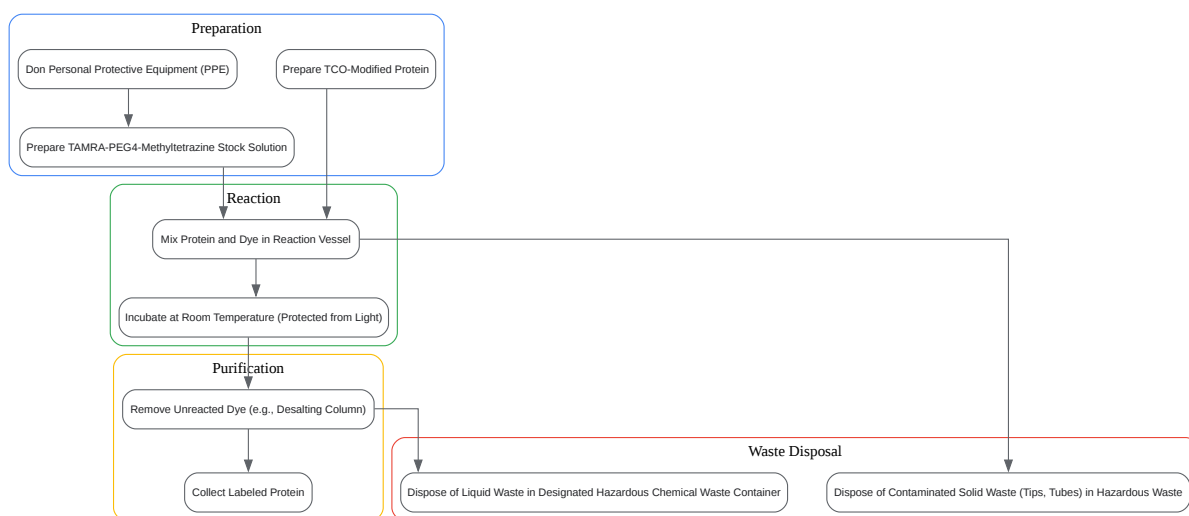 Preparation
Don Personal Protective Equipment (PPE)
Prepare TCO-Modified Protein
Prepare TAMRA-PEG4-Methyltetrazine Stock Solution
Reaction
Mix Protein and Dye in Reaction Vessel
Incubate at Room Temperature (Protected from Light)
Purification
Remove Unreacted Dye (e.g., Desalting Column)
Waste Disposal
Collect Labeled Protein
Dispose of Liquid Waste in Designated Hazardous Chemical Waste Container
Dispose of Contaminated Solid Waste (Tips, Tubes) in Hazardous Waste